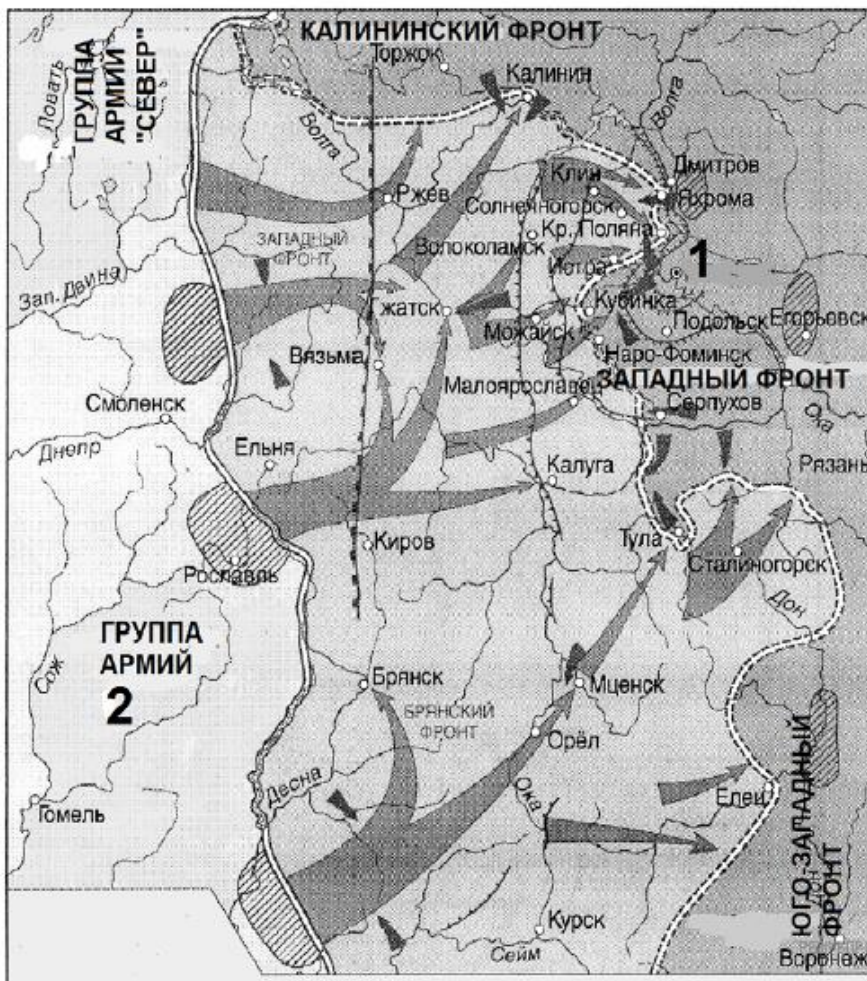 КАЛИНИНСКИЙ ФРОНТ
Торжок
ГРУППА
АРМИЙ
"СЕВЕР"
Ловать
Калинин
Волга
Волга
Дмитров
Клин
Яхрома
Ржев
Солнечногорск
ЗАПАДНЫЙ
ФРОНТ
Волоколамск
Кр. Поляна
Истра
1
Зап. Двина
Гжатск
Кубинка
Можайск
Подольск
Егорьевск
Вязьма
Наро-Фоминск
Малоярославец
ЗАПАДНЫЙ ФРОНТ
Смоленск
Серпухов
Ока
Днепр
Ельня
Калуга
Рязань
Киров
Тула
Рославль
Сталиногорск
Дон
ГРУППА
АРМИЙ
2
Сож
Брянск
Мценск
БРЯНСКИЙ
ФРОНТ
Орёл
Десна
Ока
Елец
Гомель
ЮГО-ЗАПАДНЫЙ
ФРОНТ
Дон
Курск
Сейм
Воронеж